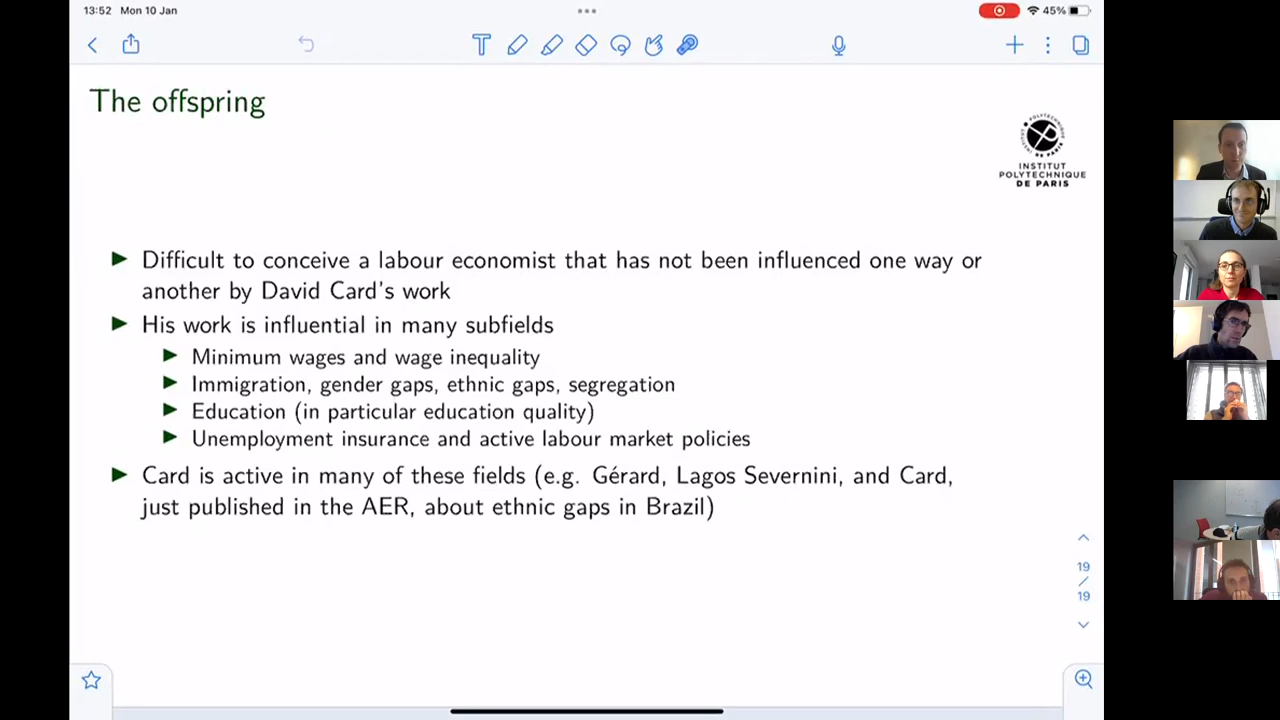 13:52 Mon 10 Jan
45%
The offspring
INSTITUT
POLYTECHNIQUE
DE PARIS
Difficult to conceive a labour economist that has not been influenced one way or
another by David Card's work
His work is influential in many subfields
Minimum wages and wage inequality
Immigration, gender gaps, ethnic gaps, segregation
Education (in particular education quality)
Unemployment insurance and active labour market policies
Card is active in many of these fields (e.g. Gérard, Lagos Severnini, and Card,
just published in the AER, about ethnic gaps in Brazil)
19
/
19